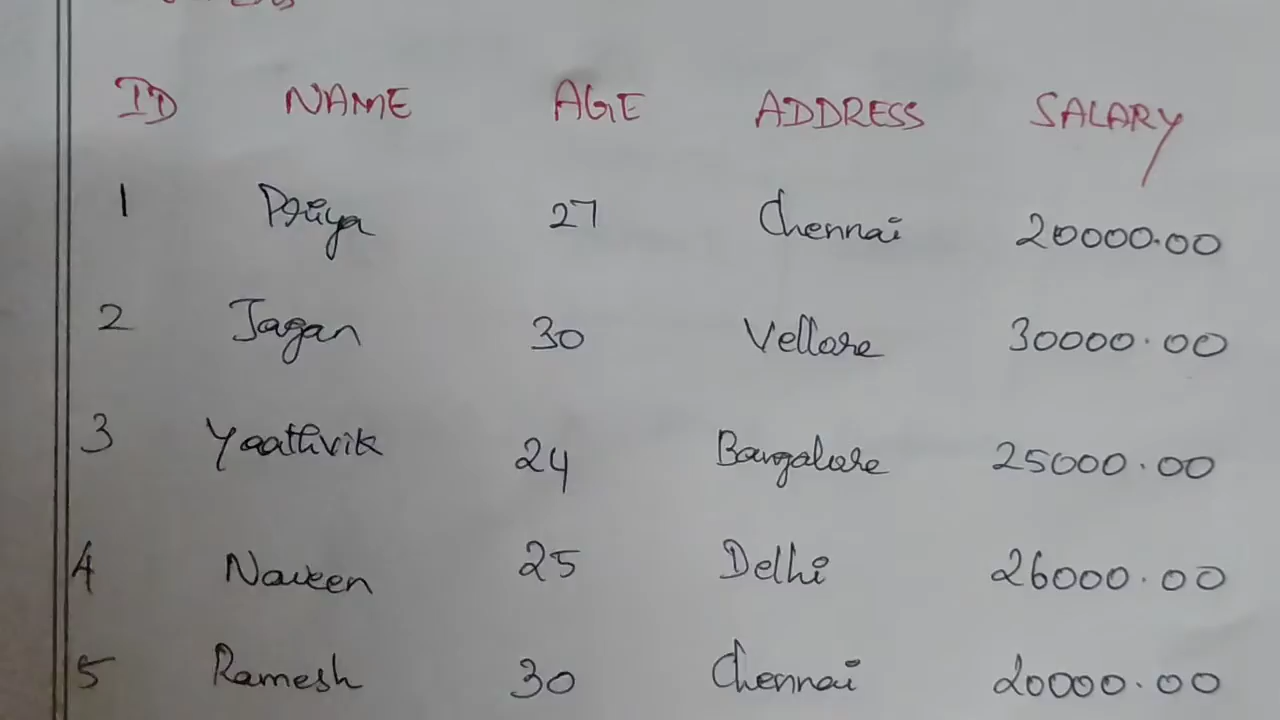 ID NAME AGE ADDRESS SALARY
1 Priya 27 Chennai 20000.00
2 Jagan 30 Vellore 30000.00
3 Yaathvik 24 Bangalore 25000.00
4 Naveen 25 Delhi 26000.00
5 Ramesh 30 Chennai 20000.00